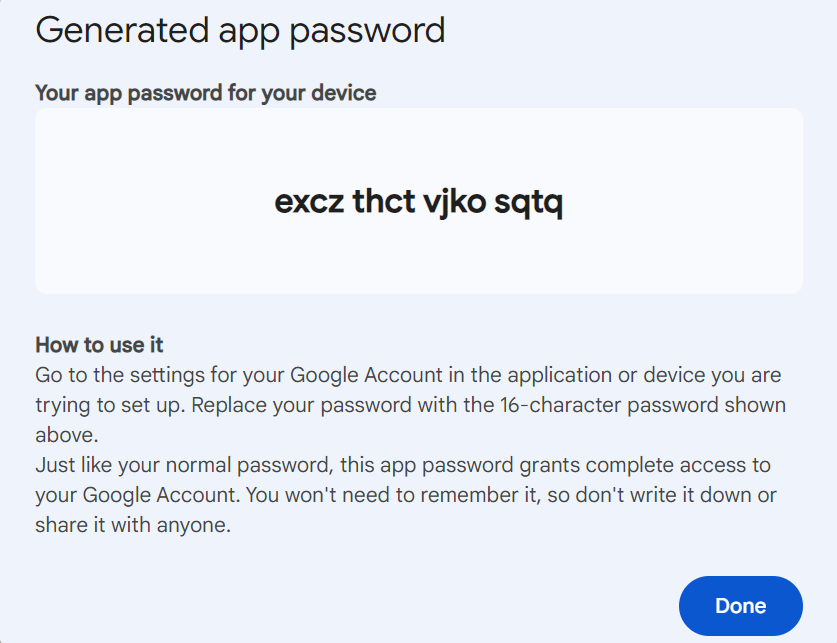 Generated app password
Your app password for your device
excz thct vjko sqtq
How to use it
Go to the settings for your Google Account in the application or device you are
trying to set up. Replace your password with the 16-character password shown
above.
Just like your normal password, this app password grants complete access to
your Google Account. You won't need to remember it, so don't write it down or
share it with anyone.
Done